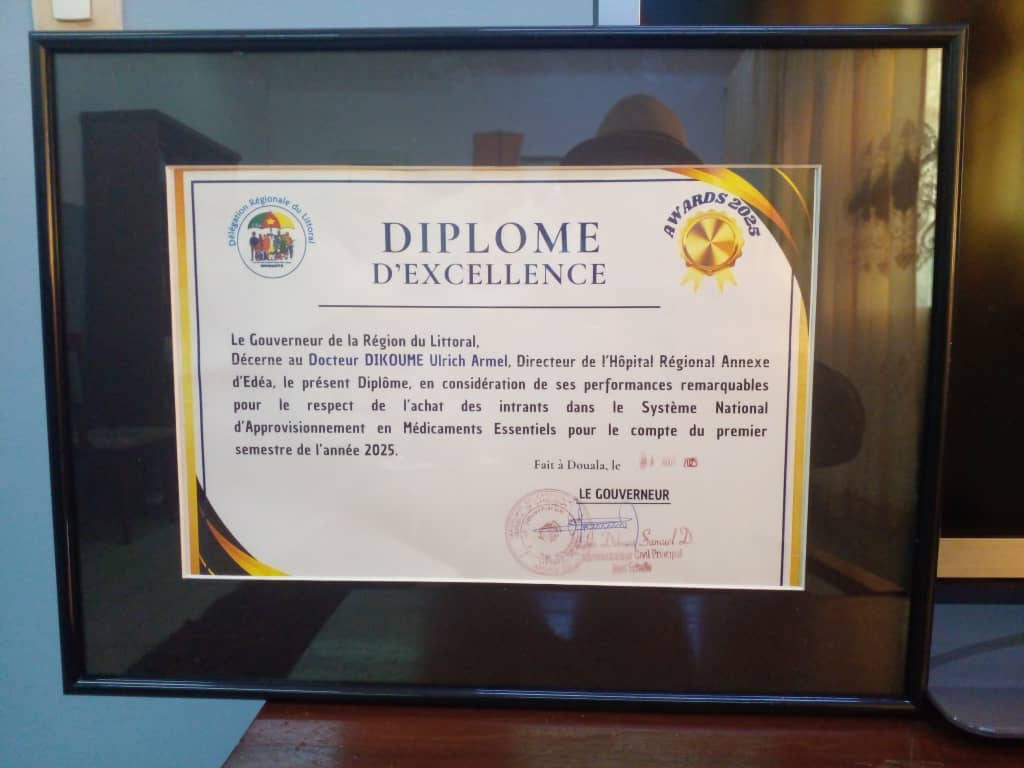 Délégation Régionale du Littoral
AWARDS 2025
DIPLOME
D'EXCELLENCE
Le Gouverneur de la Région du Littoral,
Décerne au Docteur DIKOUME Ulrich Armel, Directeur de l'Hôpital Régional Annexe
d'Edéa, le présent Diplôme, en considération de ses performances remarquables
pour le respect de l'achat des intrants dans le Système National
d'Approvisionnement en Médicaments Essentiels pour le compte du premier
semestre de l'année 2025.
Fait à Douala, le
LE GOUVERNEUR
Samuel D.
Civil Principal